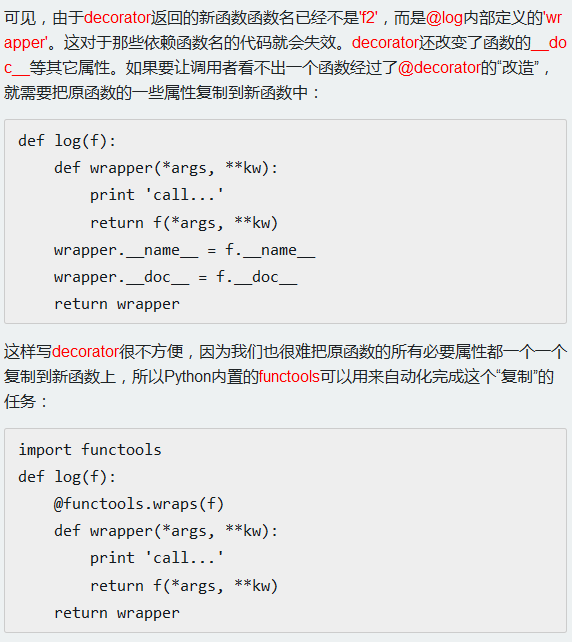 可见，由于decorator返回的新函数函数名已经不是'f2'，而是@log内部定义的'wr
apper'。这对于那些依赖函数名的代码就会失效。decorator还改变了函数的__do
c__等其它属性。如果要让调用者看不出一个函数经过了@decorator的“改造”，
就需要把原函数的一些属性复制到新函数中：
def log(f):
    def wrapper(*args, **kw):
        print 'call...'
        return f(*args, **kw)
    wrapper.__name__ = f.__name__
    wrapper.__doc__ = f.__doc__
    return wrapper
这样写decorator很不方便，因为我们也很难把原函数的所有必要属性都一个一个
复制到新函数上，所以Python内置的functools可以用来自动化完成这个“复制”的
任务：
import functools
def log(f):
    @functools.wraps(f)
    def wrapper(*args, **kw):
        print 'call...'
        return f(*args, **kw)
    return wrapper